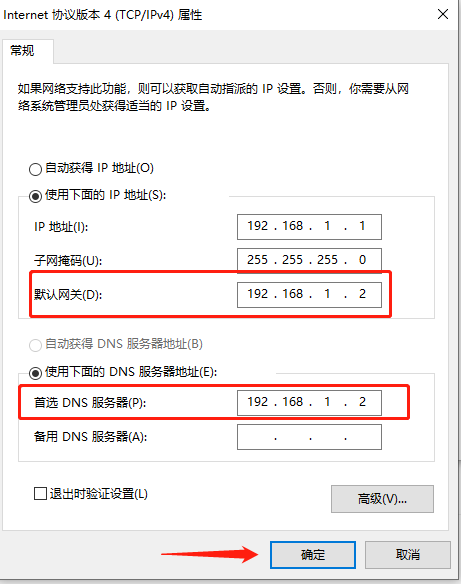 Internet 协议版本 4 (TCP/IPv4) 属性
常规
如果网络支持此功能，则可以获取自动指派的 IP 设置。否则，你需要从网
络系统管理员处获得适当的 IP 设置。
自动获得 IP 地址(O)
使用下面的 IP 地址(S):
IP 地址(I): 192 . 168 . 1 . 1
子网掩码(U): 255 . 255 . 255 . 0
默认网关(D): 192 . 168 . 1 . 2
自动获得 DNS 服务器地址(B)
使用下面的 DNS 服务器地址(E):
首选 DNS 服务器(P): 192 . 168 . 1 . 2
备用 DNS 服务器(A): . . .
退出时验证设置(L)
高级(V)...
确定 取消